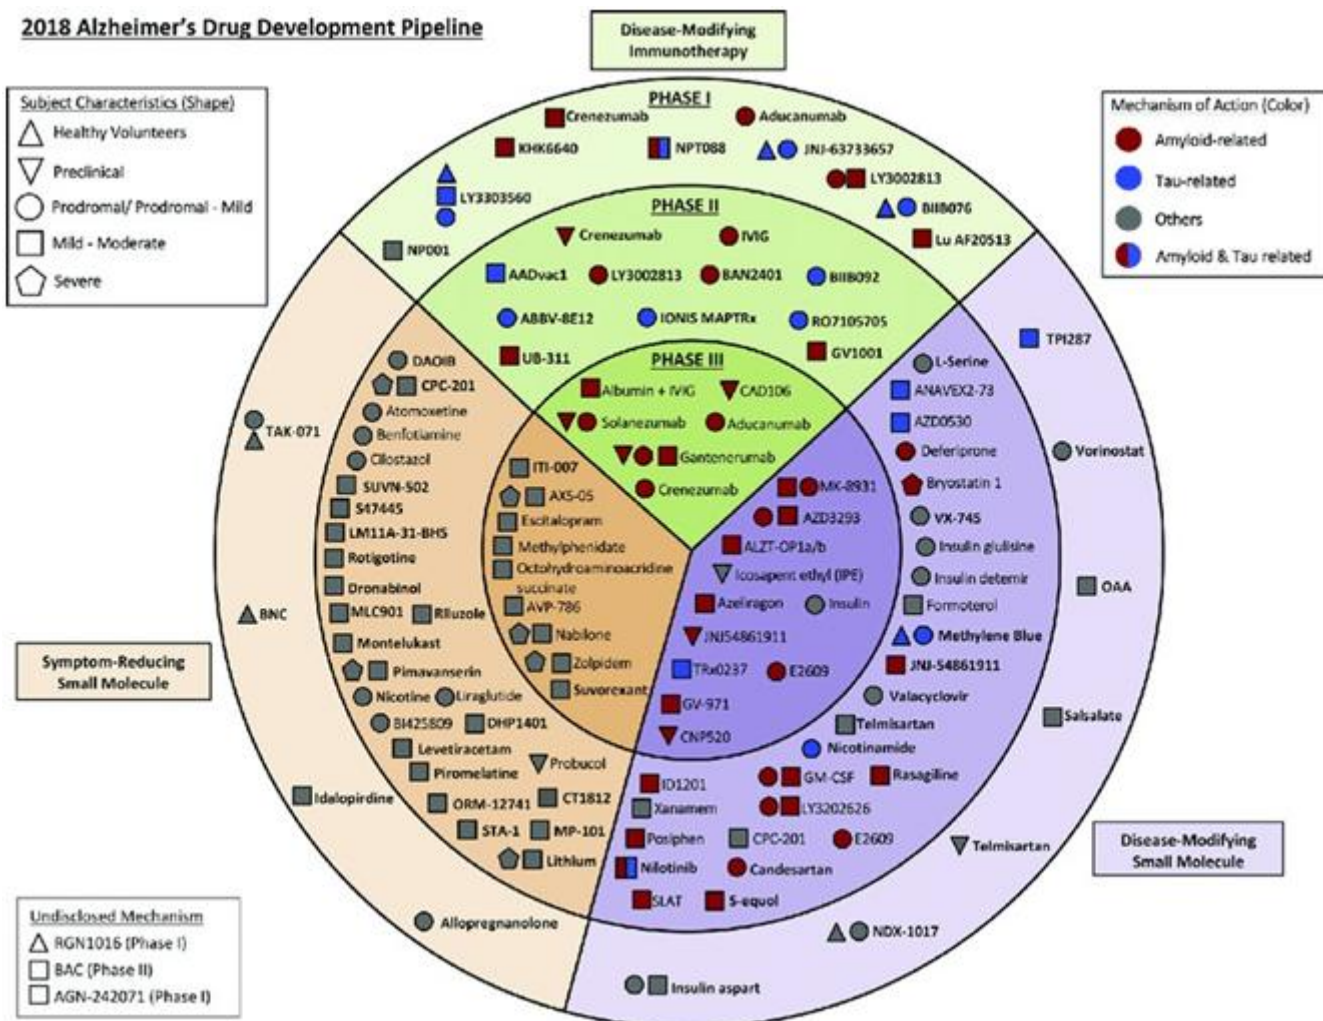 2018 Alzheimer's Drug Development Pipeline
Disease-Modifying
Immunotherapy
Subject Characteristics (Shape)
Healthy Volunteers
Preclinical
Prodromal/ Prodromal - Mild
Mild - Moderate
Severe
Mechanism of Action (Color)
Amyloid-related
Tau-related
Others
Amyloid & Tau related
PHASE I
Crenezumab
Aducanumab
KHK6640
NPT088
JNJ-63733657
LY3303560
LY3002813
BIIB076
NP001
Lu AF20513
PHASE II
Crenezumab
IVIG
AADvac1
LY3002813
BAN2401
BIIB092
ABBV-8E12
IONIS MAPTRx
RO7105705
UB-311
GV1001
PHASE III
Albumin + IVIG
CAD106
Solanezumab
Aducanumab
Gantenerumab
Crenezumab
DAOIB
CPC-201
Atomoxetine
Benfotiamine
Cilostazol
SUVN-502
S47445
LM11A-31-BHS
Rotigotine
Dronabinol
MLC901
Riluzole
Montelukast
Pimavanserin
Nicotine
Liraglutide
BI425809
DHP1401
Levetiracetam
Piromelatine
Probucol
ORM-12741
CT1812
STA-1
MP-101
Lithium
TAK-071
BNC
Idalopirdine
Allopregnanolone
Symptom-Reducing
Small Molecule
ITI-007
AXS-05
Escitalopram
Methylphenidate
Octohydroaminoacridine
succinate
AVP-786
Nabilone
Zolpidem
Suvorexant
MK-8931
AZD3293
ALZT-OP1a/b
Icosapent ethyl (IPE)
Azeliragon
Insulin
JNJ54861911
TRx0237
E2609
GV-971
CNP520
L-Serine
ANAVEX2-73
AZD0530
Deferiprone
Bryostatin 1
VX-745
Insulin glulisine
Insulin detemir
Formoterol
Methylene Blue
JNJ-54861911
Valacyclovir
Telmisartan
Nicotinamide
ID1201
GM-CSF
Rasagiline
Xanamem
LY3202626
Posiphen
CPC-201
E2609
Nilotinib
Candesartan
SLAT
S-equol
TPI287
Vorinostat
OAA
Salsalate
Telmisartan
NDX-1017
Insulin aspart
Disease-Modifying
Small Molecule
Undisclosed Mechanism
RGN1016 (Phase I)
BAC (Phase II)
AGN-242071 (Phase I)